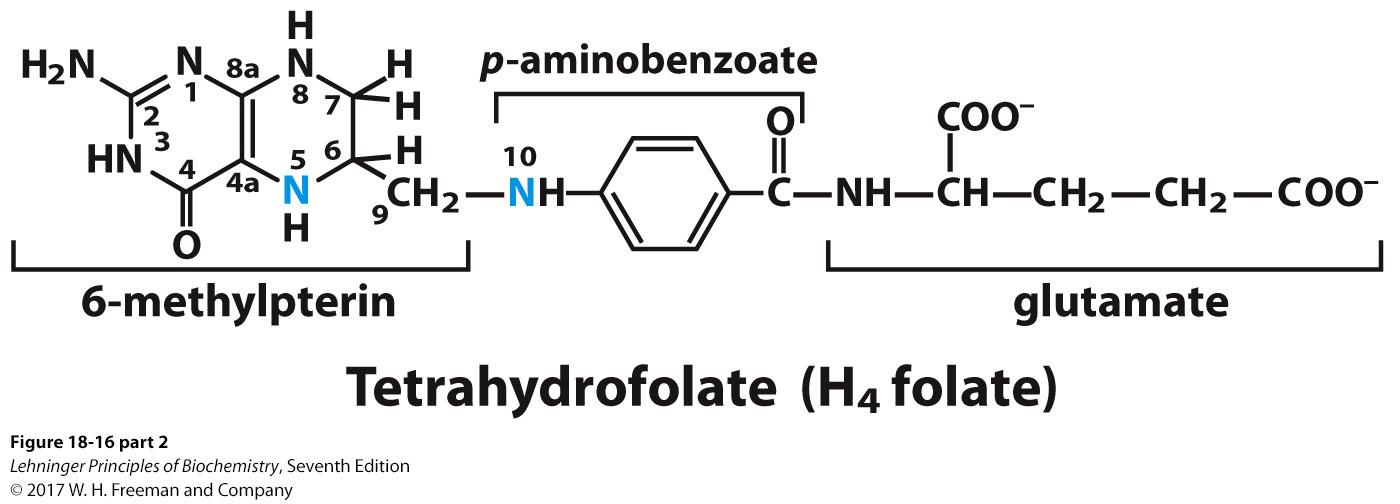 H
H₂N N 8a N H p-aminobenzoate
1 8 7 H
2 O COO⁻
3 6 H 10
HN 4 5
4a N CH₂ NH C NH CH CH₂ CH₂ COO⁻
9
H
O
6-methylpterin glutamate
Tetrahydrofolate (H₄ folate)
Figure 18-16 part 2
Lehninger Principles of Biochemistry, Seventh Edition
© 2017 W. H. Freeman and Company